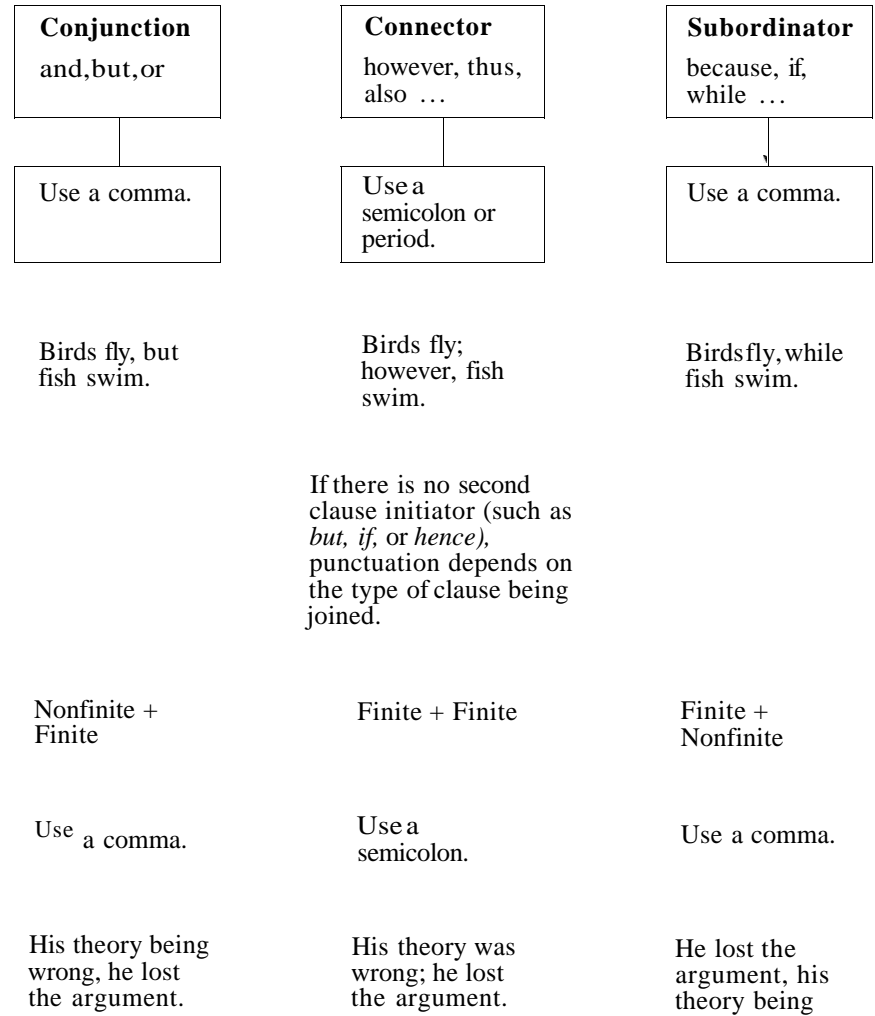 Conjunction
and,but,or
Connector
however, thus,
also …
Subordinator
because, if,
while …
Use a comma.
Use a
semicolon or
period.
Use a comma.
Birds fly, but
fish swim.
Birds fly;
however, fish
swim.
Birds fly, while
fish swim.
If there is no second
clause initiator (such as
but, if, or hence),
punctuation depends on
the type of clause being
joined.
Nonfinite +
Finite
Finite + Finite
Finite +
Nonfinite
Use a comma.
Use a
semicolon.
Use a comma.
His theory being
wrong, he lost
the argument.
His theory was
wrong; he lost
the argument.
He lost the
argument, his
theory being